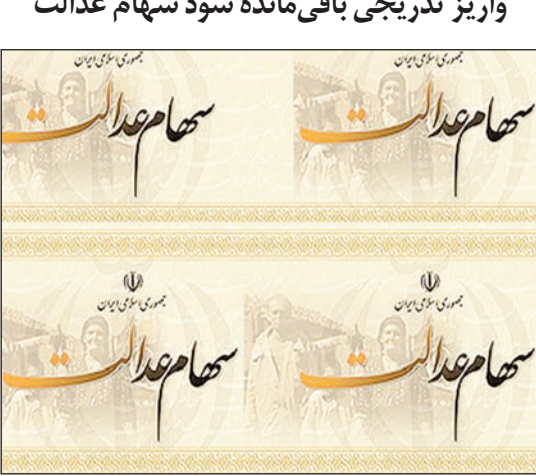 واریز تدریجی باقی‌مانده سود سهام عدالت
جمهوری اسلامی ایران
جمهوری اسلامی ایران
سهام عدالت
سهام عدالت
جمهوری اسلامی ایران
جمهوری اسلامی ایران
سهام عدالت
سهام عدالت